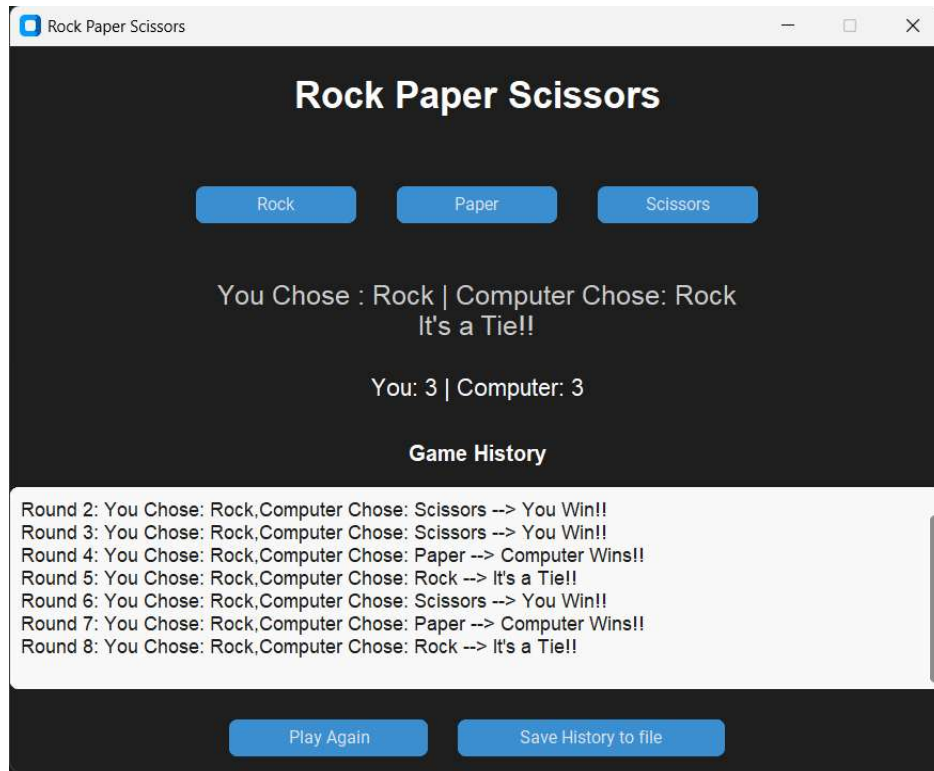 Rock Paper Scissors
Rock Paper Scissors
Rock Paper Scissors
You Chose : Rock | Computer Chose: Rock
It's a Tie!!
You: 3 | Computer: 3
Game History
Round 2: You Chose: Rock,Computer Chose: Scissors --> You Win!!
Round 3: You Chose: Rock,Computer Chose: Scissors --> You Win!!
Round 4: You Chose: Rock,Computer Chose: Paper --> Computer Wins!!
Round 5: You Chose: Rock,Computer Chose: Rock --> It's a Tie!!
Round 6: You Chose: Rock,Computer Chose: Scissors --> You Win!!
Round 7: You Chose: Rock,Computer Chose: Paper --> Computer Wins!!
Round 8: You Chose: Rock,Computer Chose: Rock --> It's a Tie!!
Play Again Save History to file